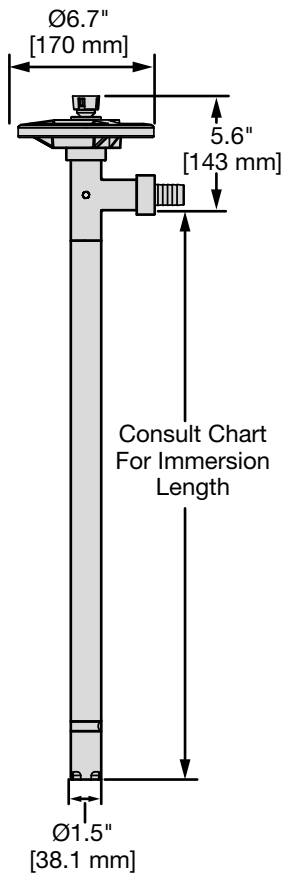 Ø6.7"
[170 mm]
5.6"
[143 mm]
Consult Chart
For Immersion
Length
Ø1.5"
[38.1 mm]